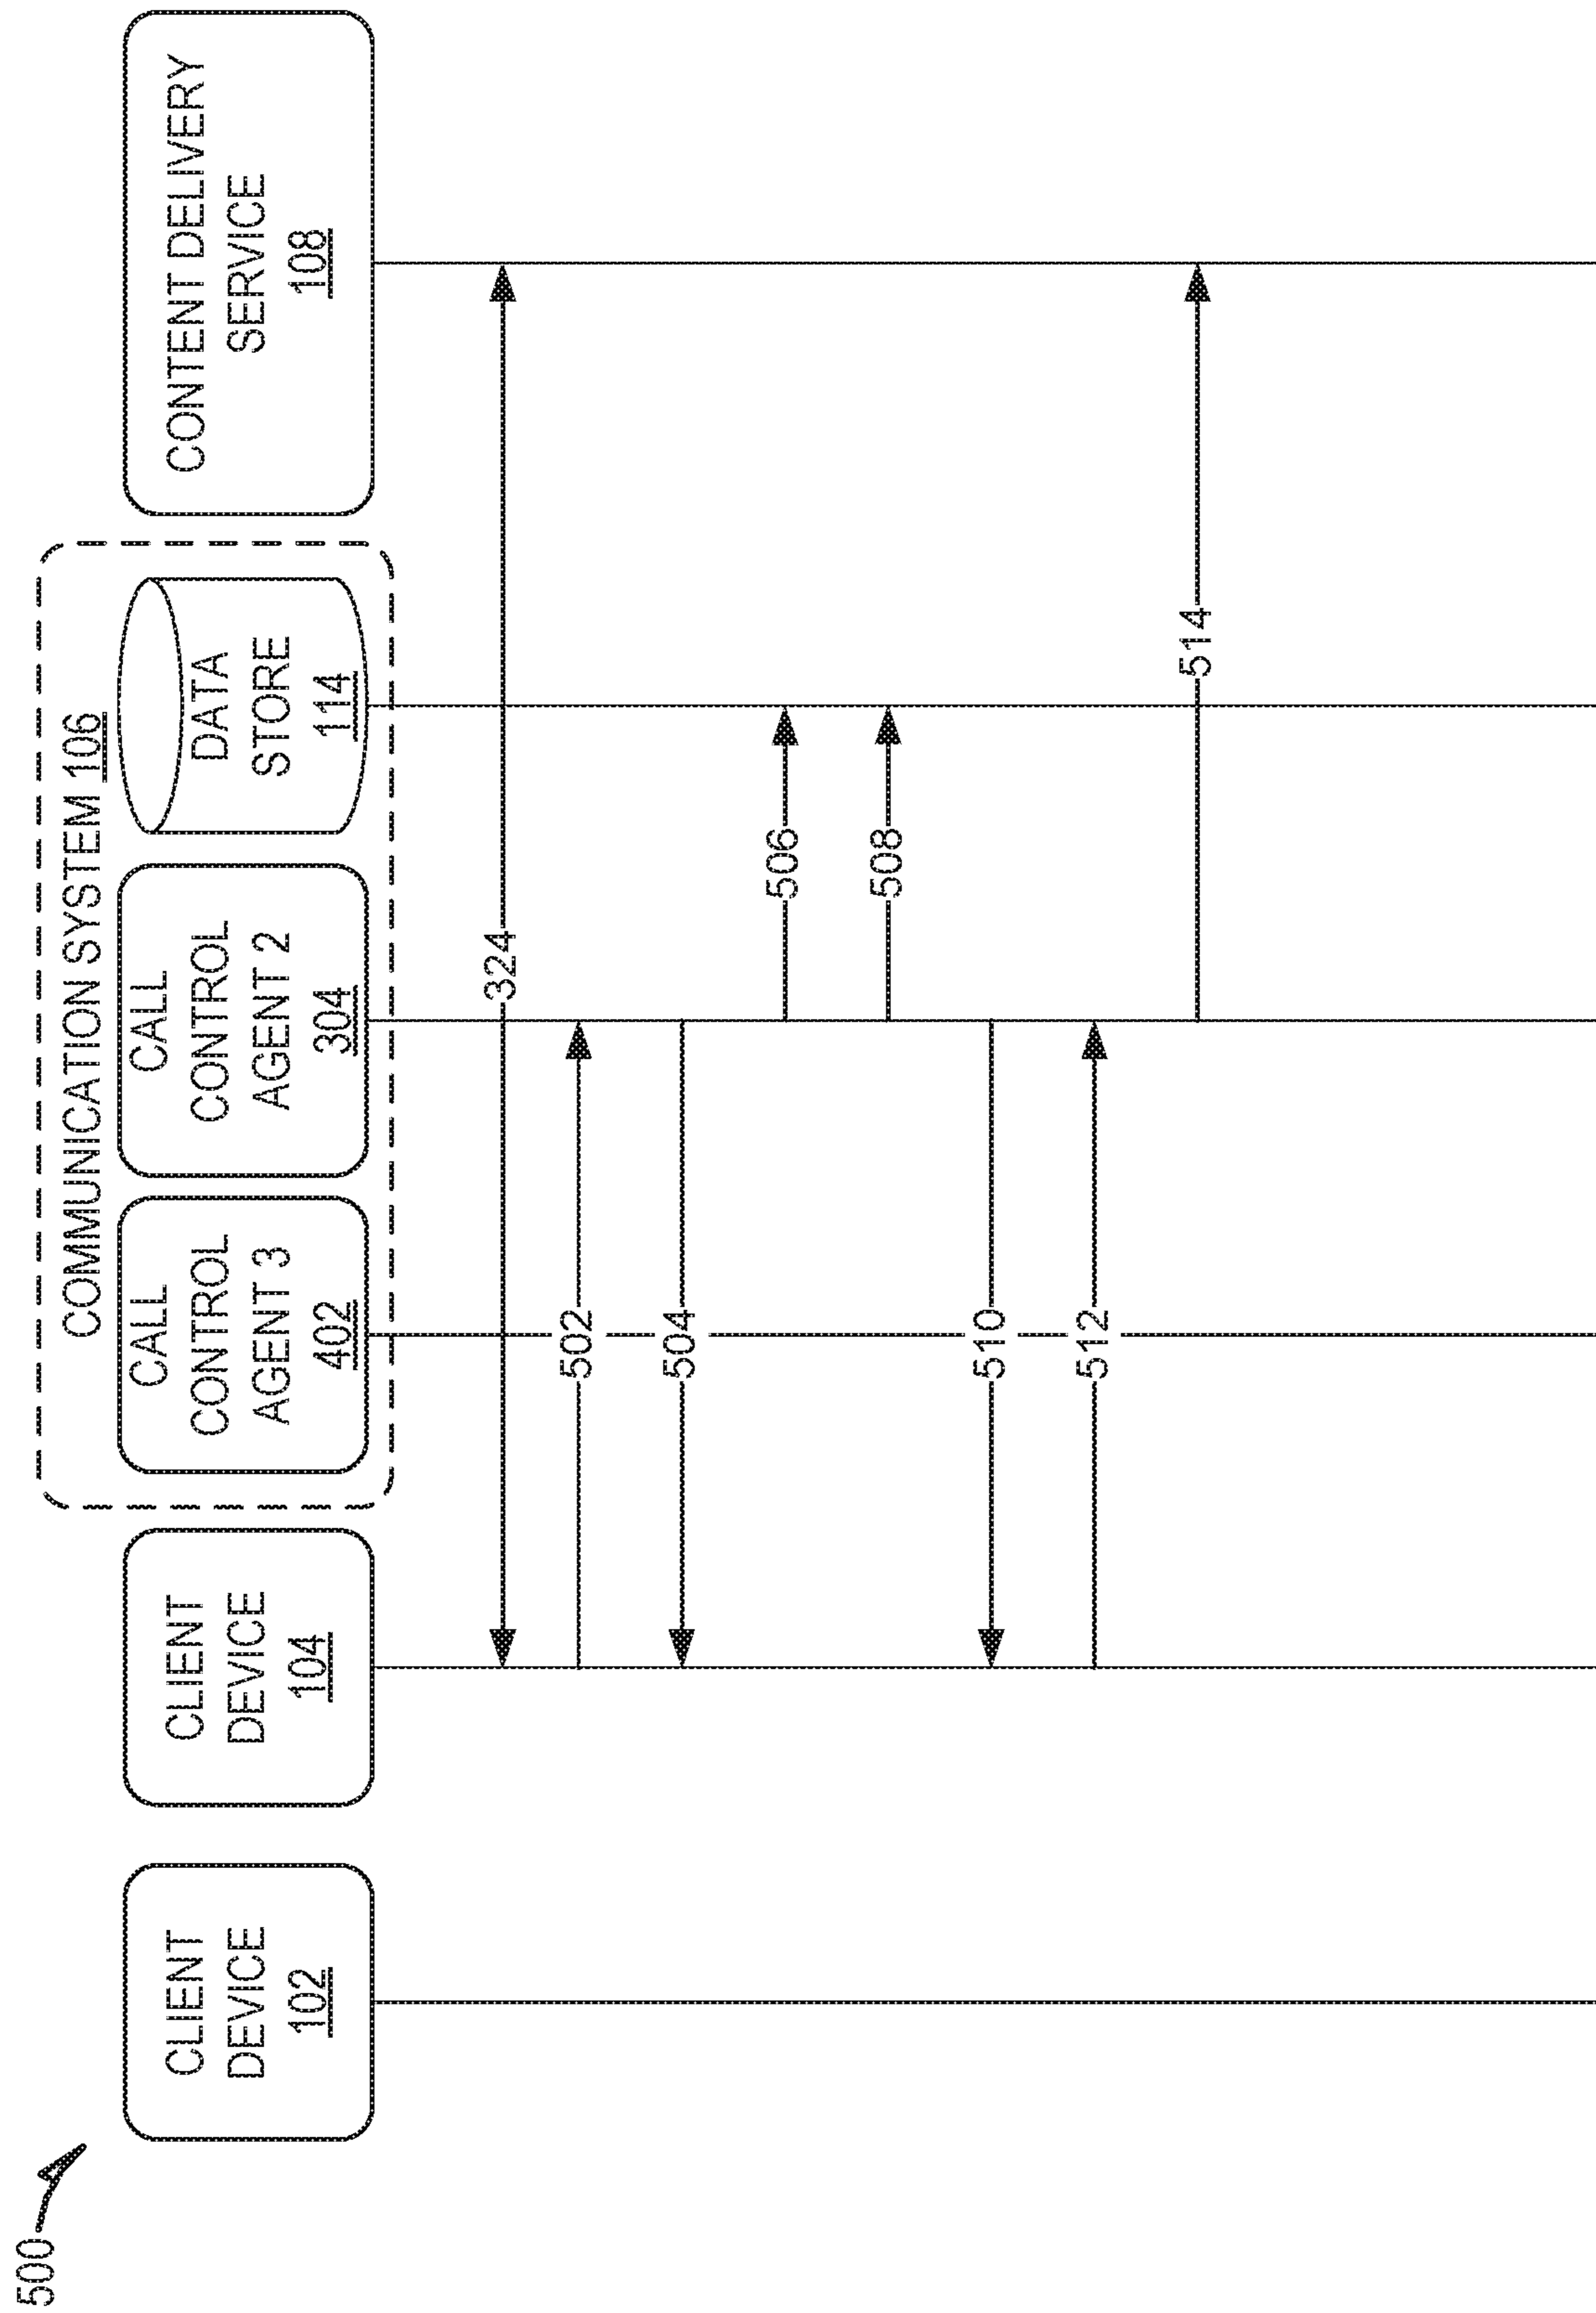 500
CLIENT
DEVICE
102
CLIENT
DEVICE
104
COMMUNICATION SYSTEM 106
CALL
CONTROL
AGENT 3
402
CALL
CONTROL
AGENT 2
304
DATA
STORE
114
CONTENT DELIVERY
SERVICE
108
324
502
504
506
508
510
512
514